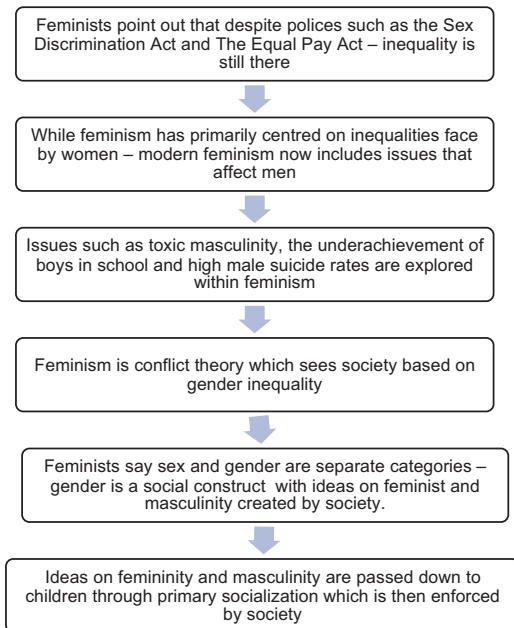 Feminists point out that despite polices such as the Sex
Discrimination Act and The Equal Pay Act – inequality is
still there
While feminism has primarily centred on inequalities face
by women – modern feminism now includes issues that
affect men
Issues such as toxic masculinity, the underachievement of
boys in school and high male suicide rates are explored
within feminism
Feminism is conflict theory which sees society based on
gender inequality
Feminists say sex and gender are separate categories –
gender is a social construct  with ideas on feminist and
masculinity created by society.
Ideas on femininity and masculinity are passed down to
children through primary socialization which is then enforced
by society